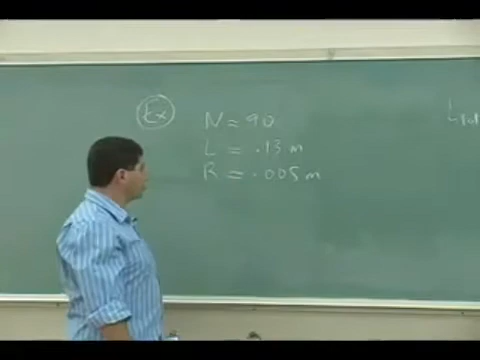 Ex
N = 90
L = .13 m
R = .005 m